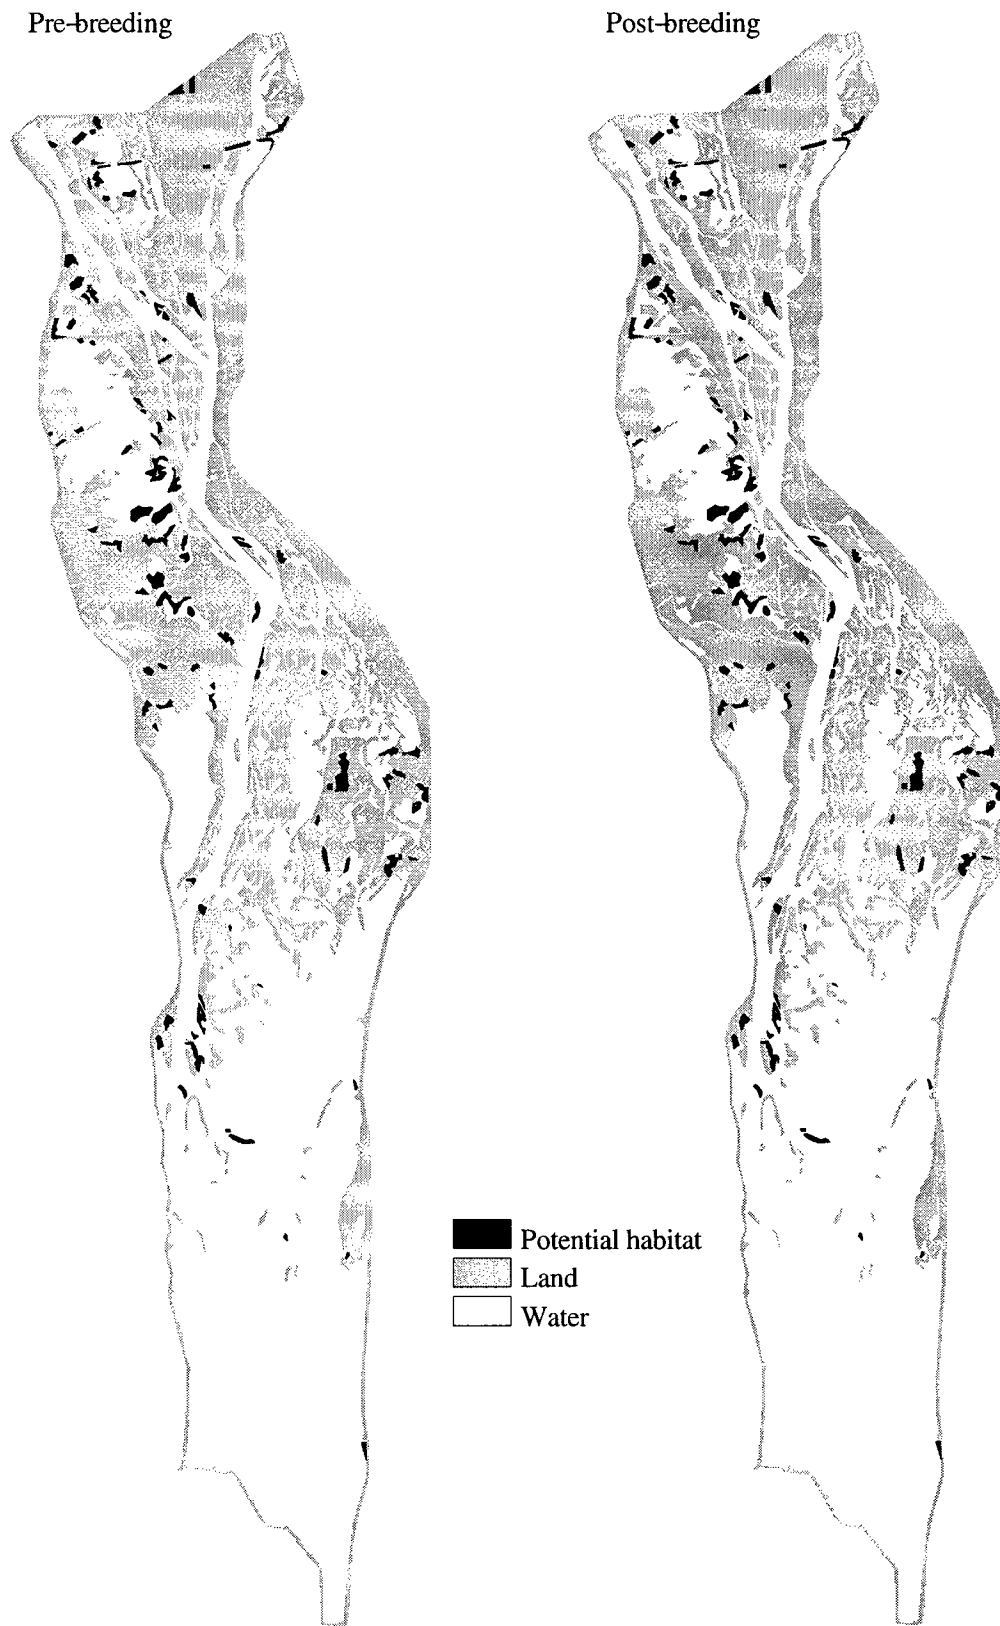 Pre-breeding
Post-breeding
Potential habitat
Land
Water